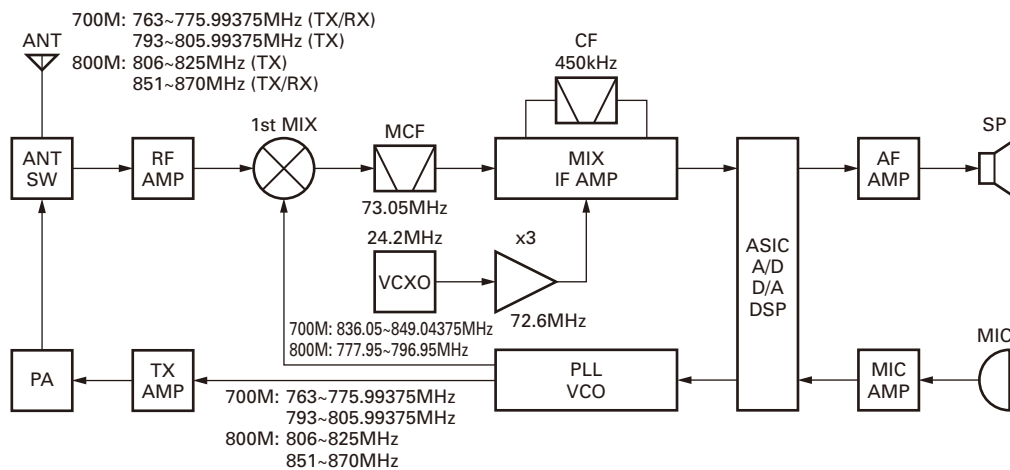 700M: 763~775.99375MHz (TX/RX)
793~805.99375MHz (TX)
800M: 806~825MHz (TX)
851~870MHz (TX/RX)
ANT
CF
450kHz
1st MIX
MCF
SP
ANT
SW
RF
AMP
MIX
IF AMP
AF
AMP
73.05MHz
24.2MHz
x3
VCXO
72.6MHz
ASIC
A/D
D/A
DSP
700M: 836.05~849.04375MHz
800M: 777.95~796.95MHz
MIC
PA
TX
AMP
PLL
VCO
MIC
AMP
700M: 763~775.99375MHz
793~805.99375MHz
800M: 806~825MHz
851~870MHz